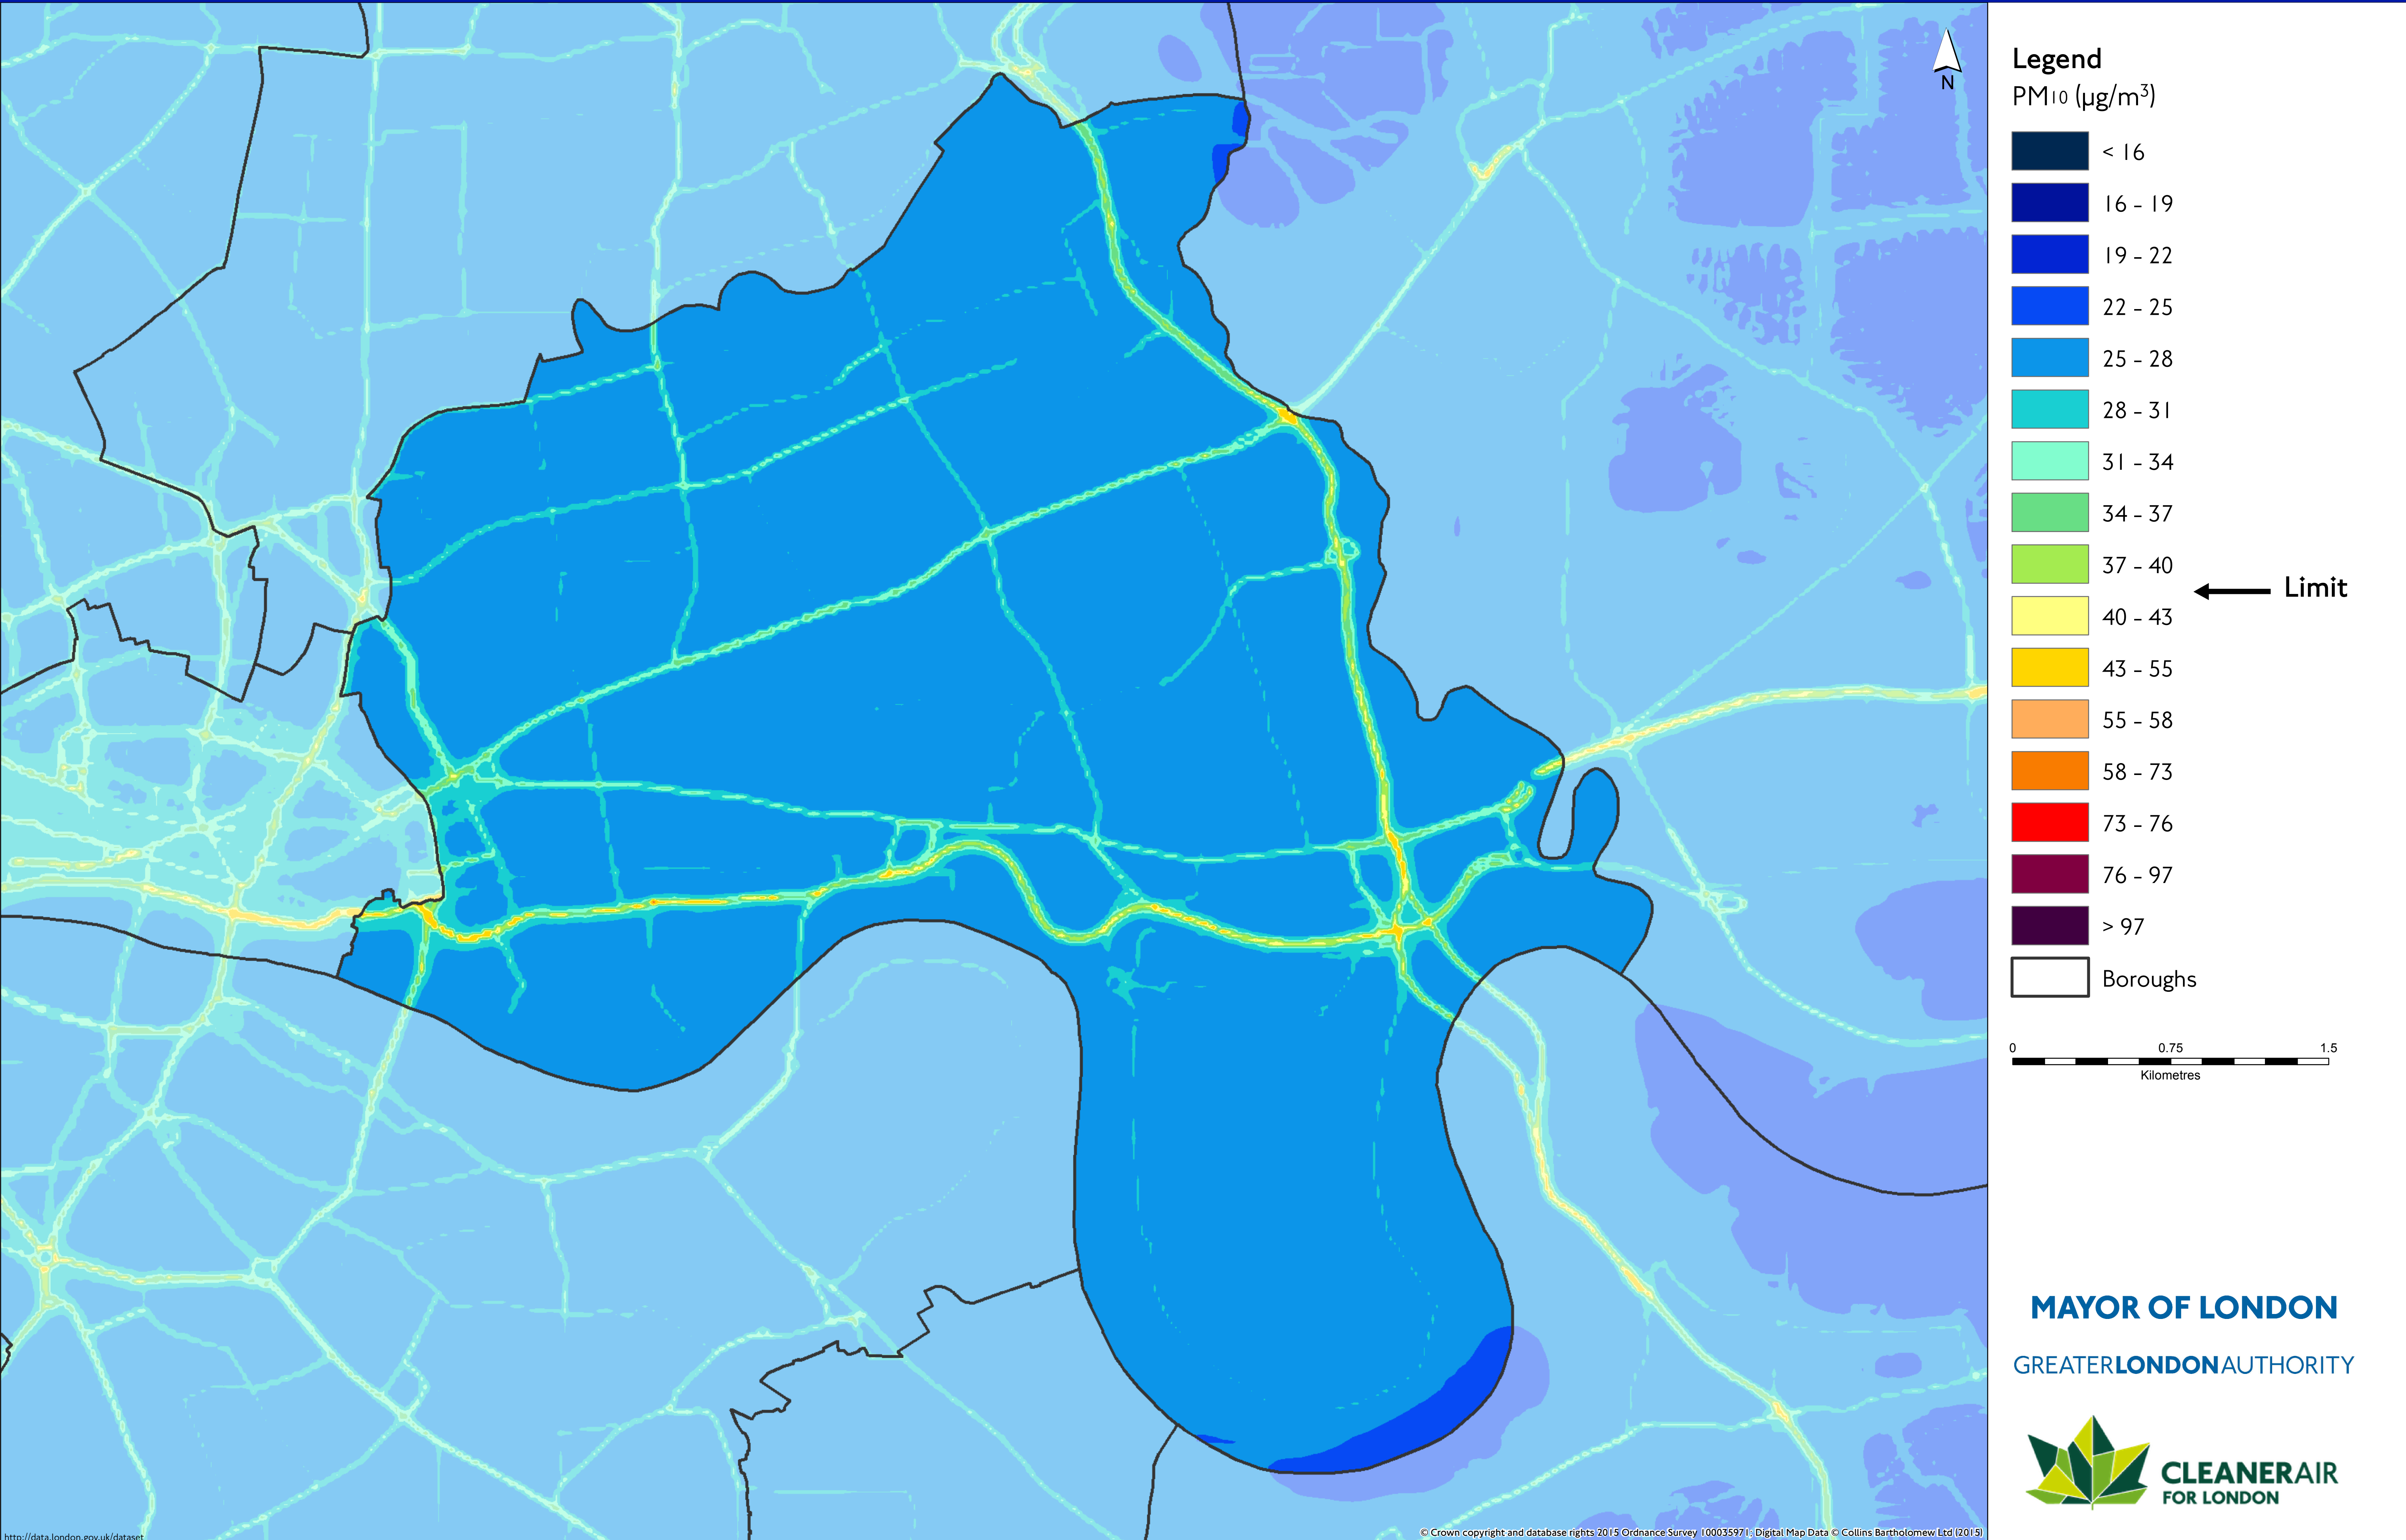 N
Legend
PM10 (µg/m³)
< 16
16 - 19
19 - 22
22 - 25
25 - 28
28 - 31
31 - 34
34 - 37
37 - 40
Limit
40 - 43
43 - 55
55 - 58
58 - 73
73 - 76
76 - 97
> 97
Boroughs
0 0.75 1.5
Kilometres
MAYOR OF LONDON
GREATERLONDONAUTHORITY
CLEANERAIR
FOR LONDON
http://data.london.gov.uk/dataset
© Crown copyright and database rights 2015 Ordnance Survey 100035971; Digital Map Data © Collins Bartholomew Ltd (2015)